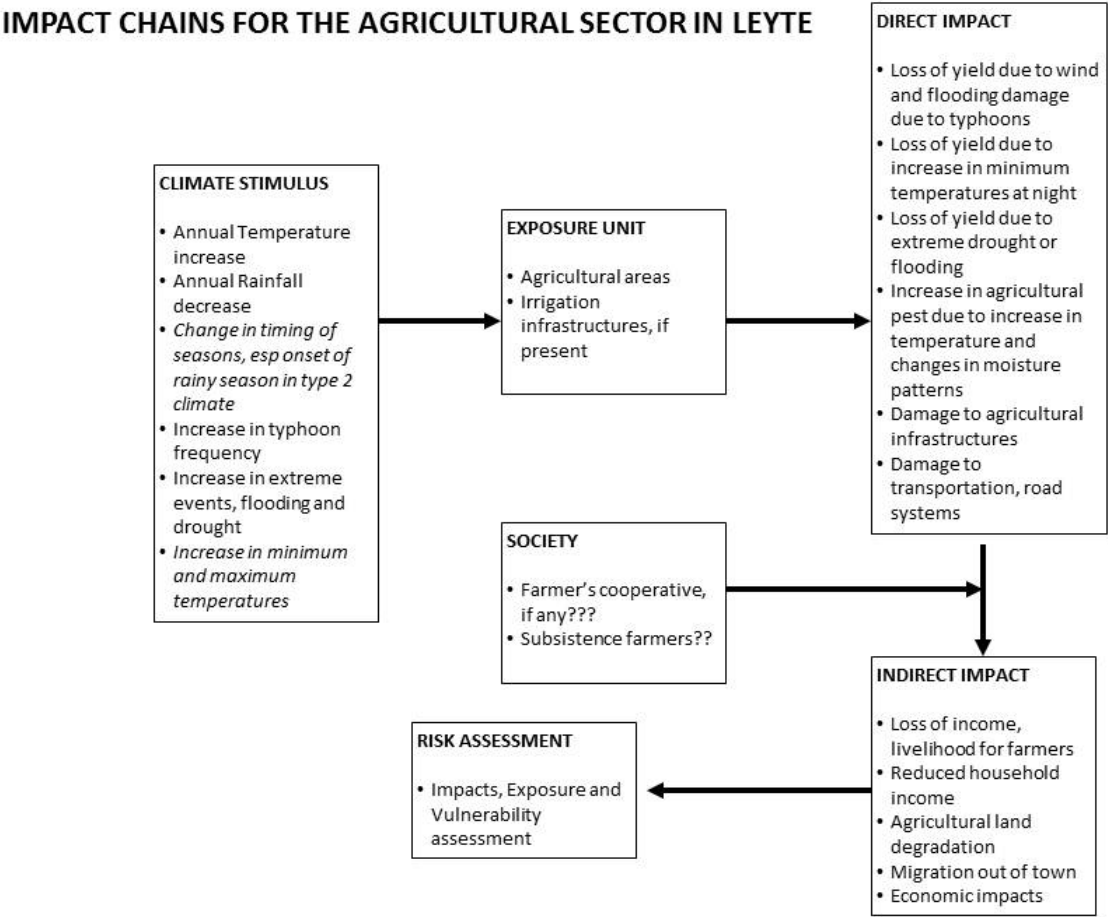 IMPACT CHAINS FOR THE AGRICULTURAL SECTOR IN LEYTE
CLIMATE STIMULUS
• Annual Temperature
increase
• Annual Rainfall
decrease
• Change in timing of
seasons, esp onset of
rainy season in type 2
climate
• Increase in typhoon
frequency
• Increase in extreme
events, flooding and
drought
• Increase in minimum
and maximum
temperatures
EXPOSURE UNIT
• Agricultural areas
• Irrigation
infrastructures, if
present
DIRECT IMPACT
• Loss of yield due to wind
and flooding damage
due to typhoons
• Loss of yield due to
increase in minimum
temperatures at night
• Loss of yield due to
extreme drought or
flooding
• Increase in agricultural
pest due to increase in
temperature and
changes in moisture
patterns
• Damage to agricultural
infrastructures
• Damage to
transportation, road
systems
SOCIETY
• Farmer's cooperative,
if any???
• Subsistence farmers??
INDIRECT IMPACT
• Loss of income,
livelihood for farmers
• Reduced household
income
• Agricultural land
degradation
• Migration out of town
• Economic impacts
RISK ASSESSMENT
• Impacts, Exposure and
Vulnerability
assessment